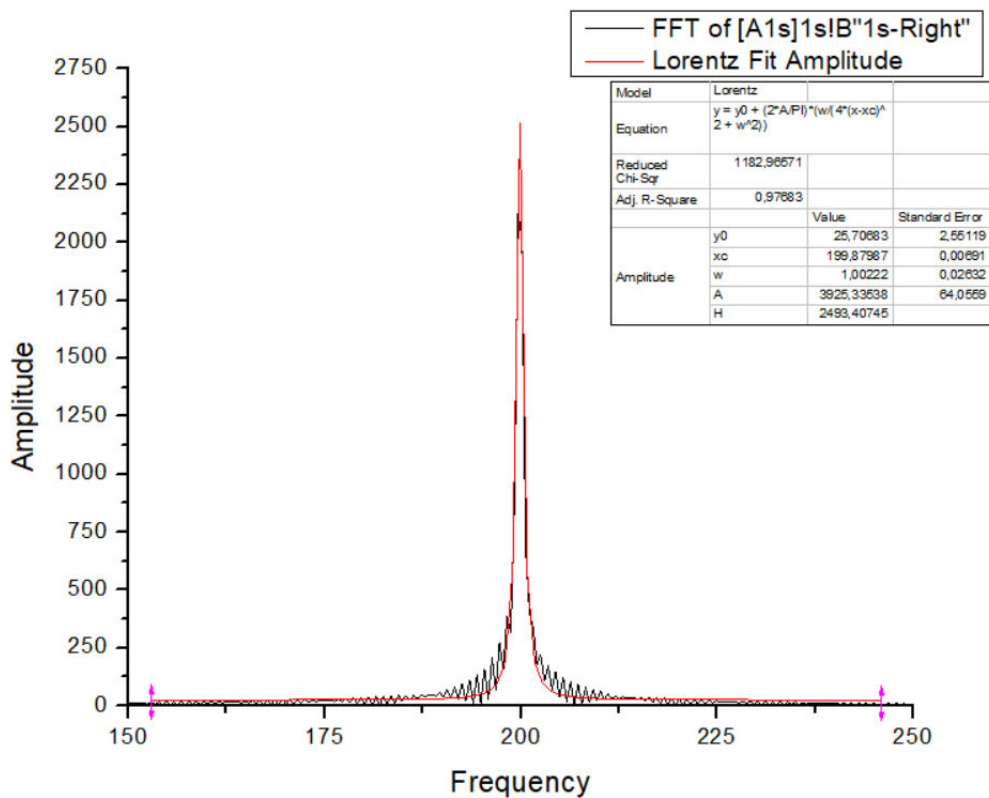 FFT of [A1s]1s!B"1s-Right"
Lorentz Fit Amplitude
Model Lorentz
Equation y = y0 + (2*A/PI)*(w/(4*(x-xc)^
2 + w^2))
Reduced 1182,96571
Chi-Sqr
Adj. R-Square 0,97683
Value Standard Error
y0 25,70683 2,55119
xc 199,87987 0,00691
Amplitude w 1,00222 0,02632
A 3925,33538 64,0559
H 2493,40745
2750
2500
2250
2000
1750
1500
1250
1000
750
500
250
0
Amplitude
150 175 200 225 250
Frequency